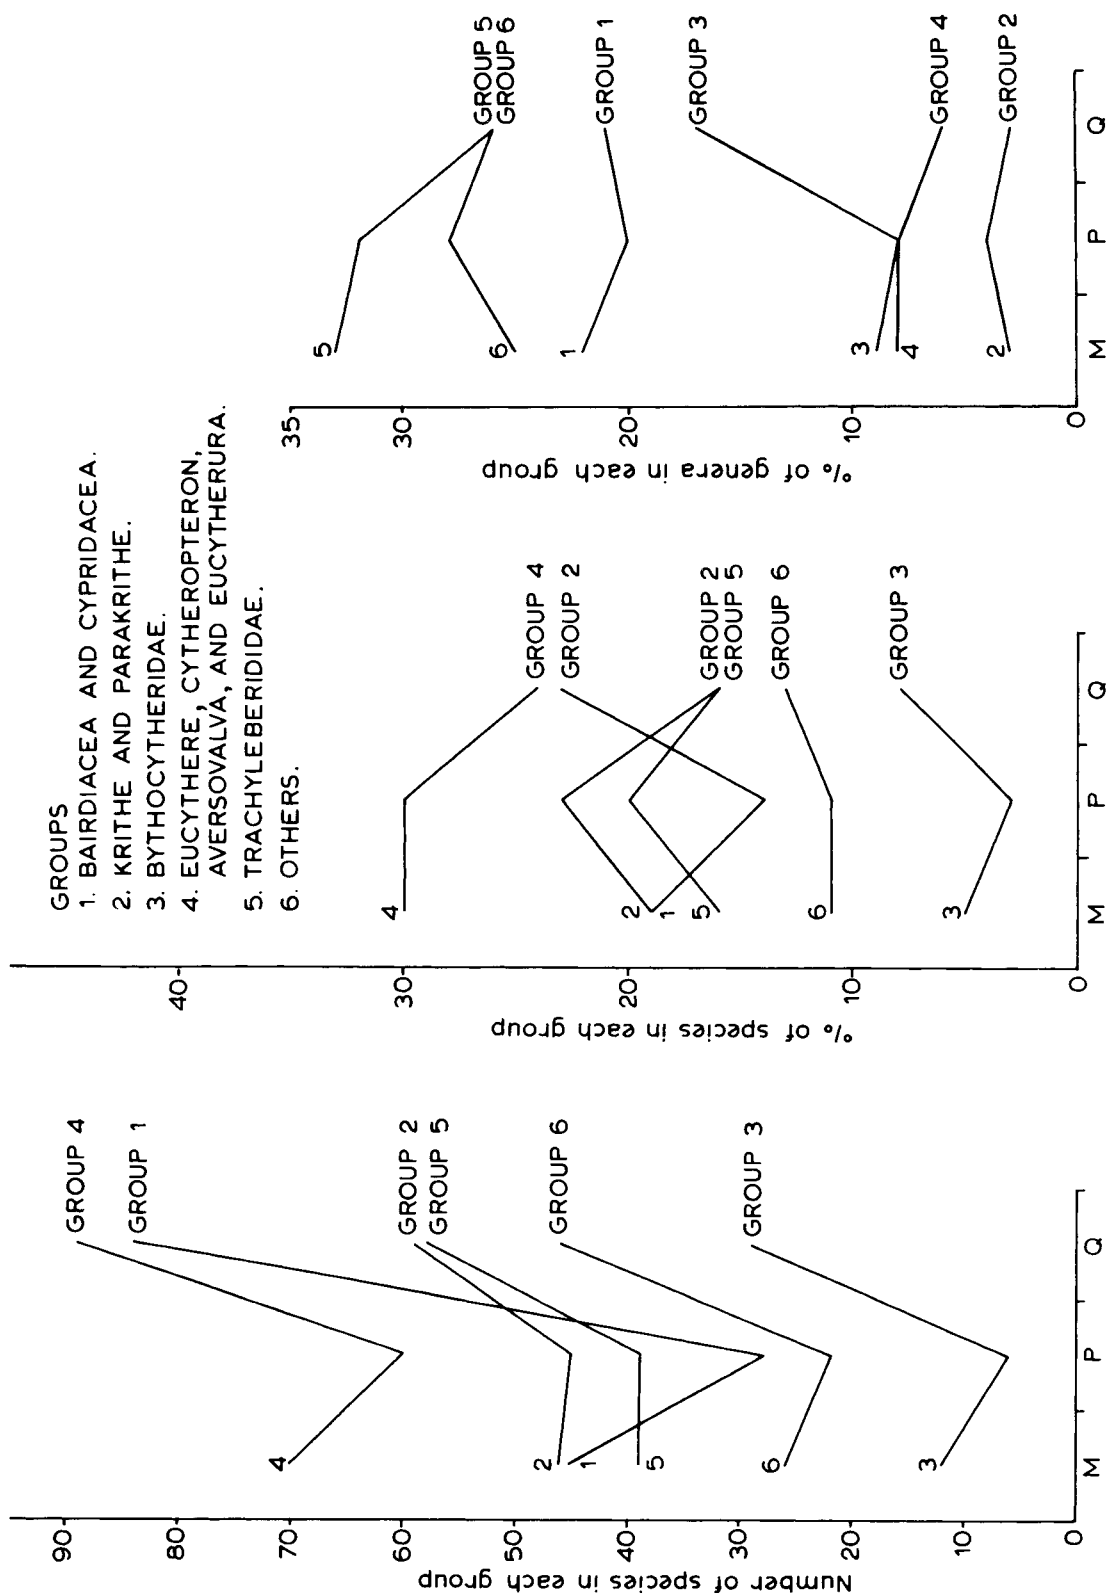 GROUPS
1. BAIRDIACEA AND CYPRIDACEA.
2. KRITHE AND PARAKRITHE.
3. BYTHOCYTHERIDAE.
4. EUCYTHERE, CYTHEROPTERON,
AVERSOVALVA, AND EUCYTHERURA.
5. TRACHYLEBERIDIDAE.
6. OTHERS.
Number of species in each group
90
80
70
60
50
40
30
20
10
0
4
2
1
5
6
3
GROUP 4
GROUP 1
GROUP 2
GROUP 5
GROUP 6
GROUP 3
M P Q
% of species in each group
40
30
20
10
0
4
2
1
5
6
3
GROUP 4
GROUP 2
GROUP 2
GROUP 5
GROUP 6
GROUP 3
M P Q
% of genera in each group
35
30
20
10
0
5
6
1
3
4
2
GROUP 5
GROUP 6
GROUP 1
GROUP 3
GROUP 4
GROUP 2
M P Q